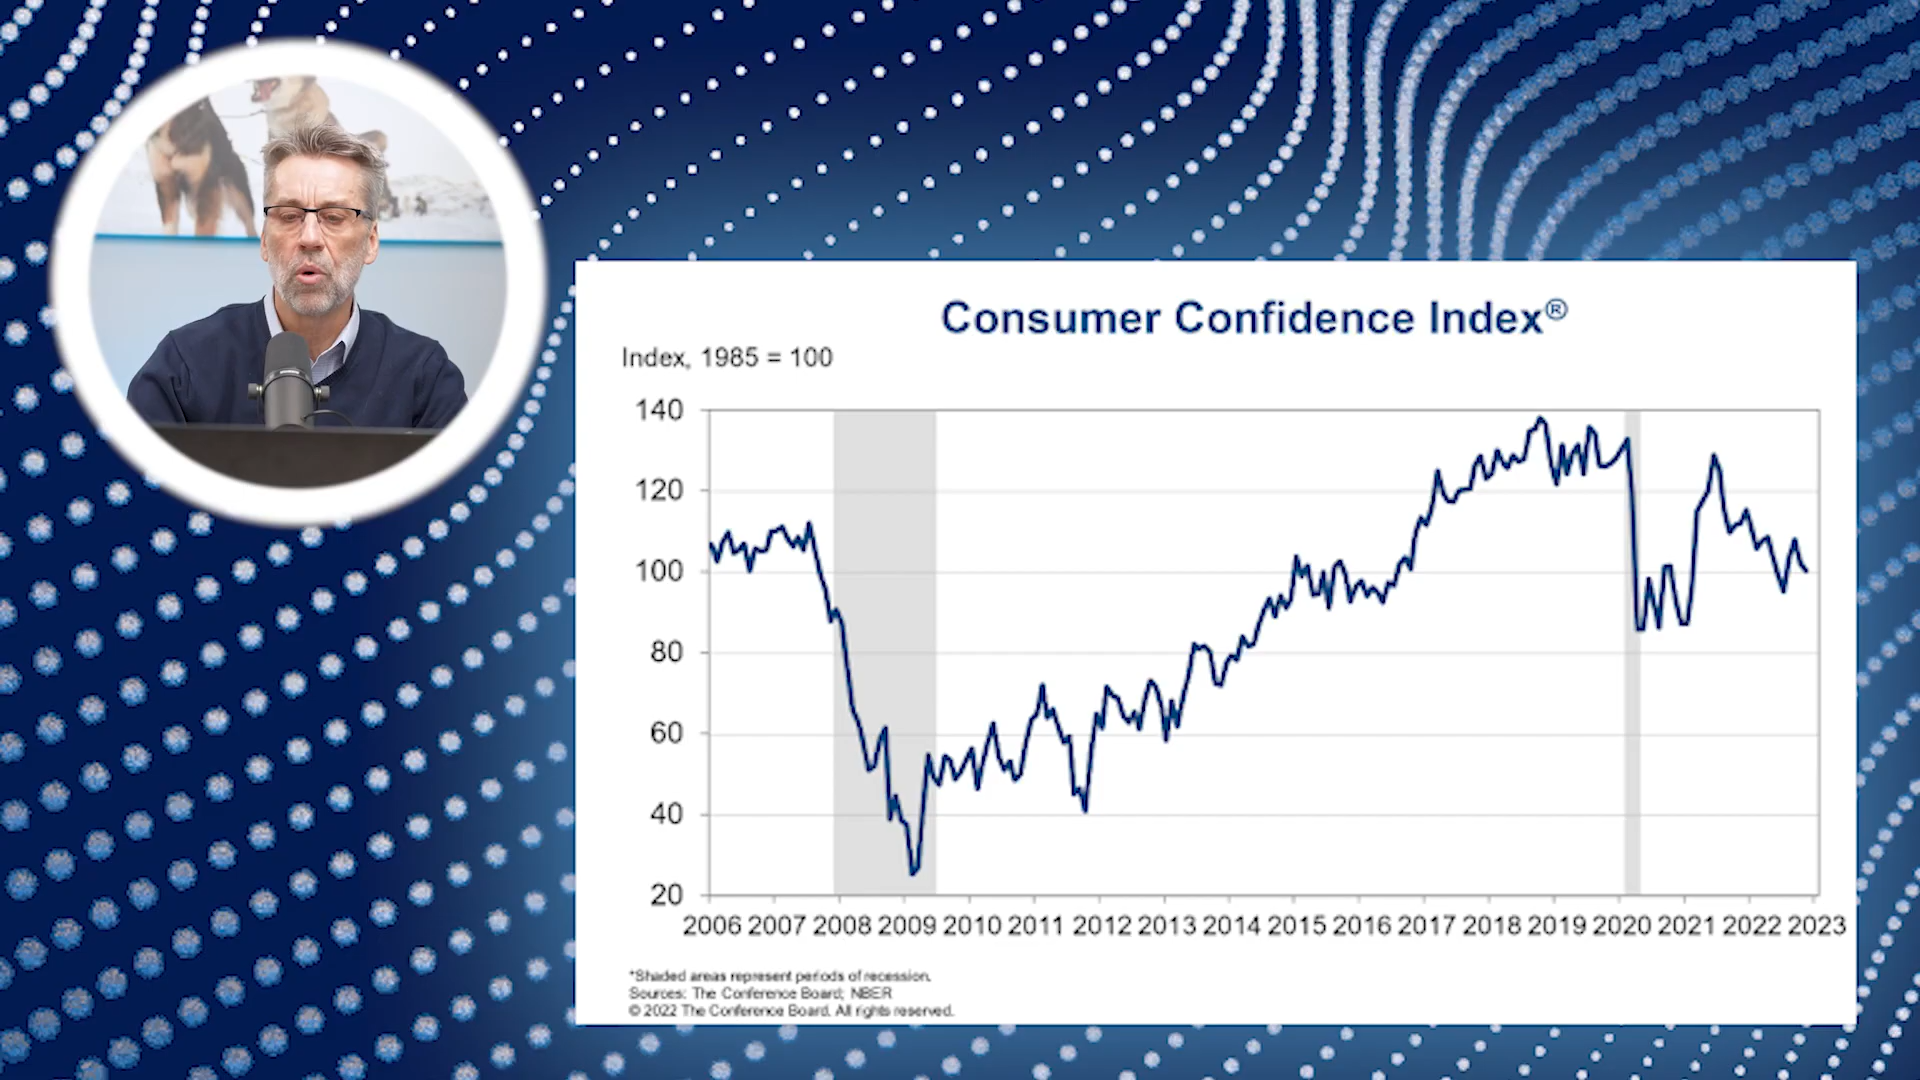 Consumer Confidence Index®
Index, 1985 = 100
140
120
100
80
60
40
20
2006 2007 2008 2009 2010 2011 2012 2013 2014 2015 2016 2017 2018 2019 2020 2021 2022 2023
*Shaded areas represent periods of recession.
Sources: The Conference Board; NBER
© 2022 The Conference Board. All rights reserved.